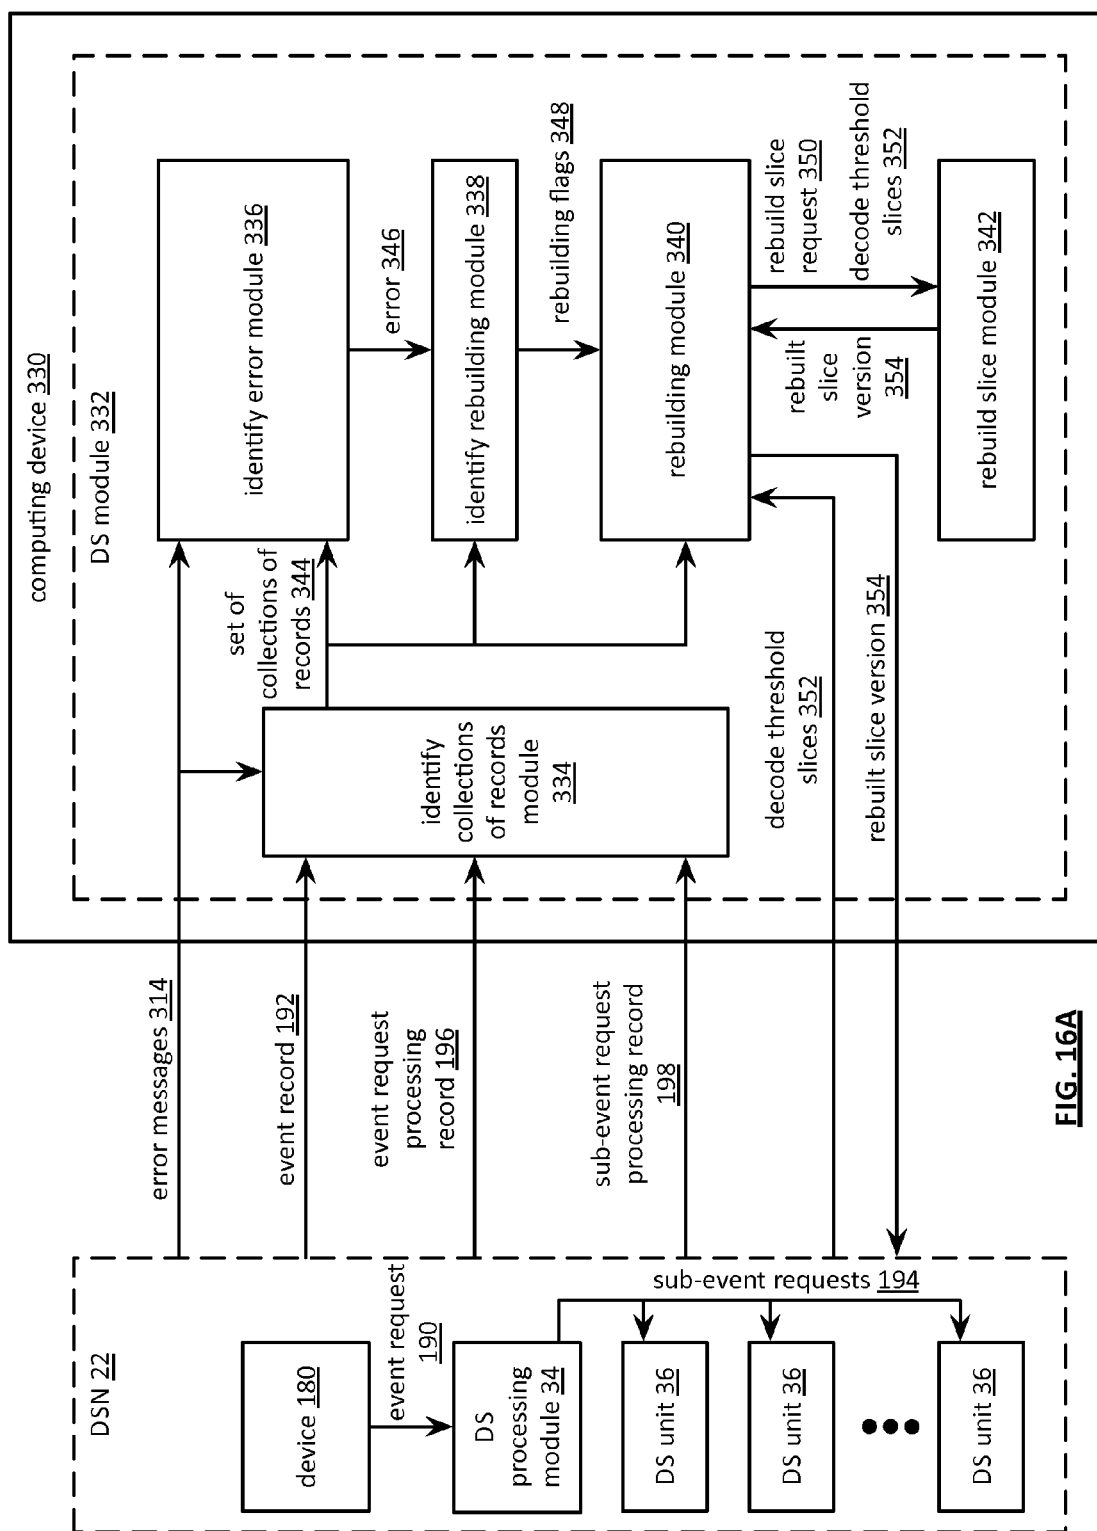 computing device 330
DS module 332
identify error module 336
error 346
identify rebuilding module 338
rebuilding flags 348
rebuilding module 340
rebuild slice
request 350
decode threshold
slices 352
rebuilt
slice
version
354
rebuild slice module 342
set of
collections of
records 344
identify
collections
of records
module
334
decode threshold
slices 352
rebuilt slice version 354
error messages 314
event record 192
event request
processing
record 196
sub-event request
processing record
198
DSN 22
device 180
event request
190
DS
processing
module 34
sub-event requests 194
DS unit 36
DS unit 36
DS unit 36
FIG. 16A